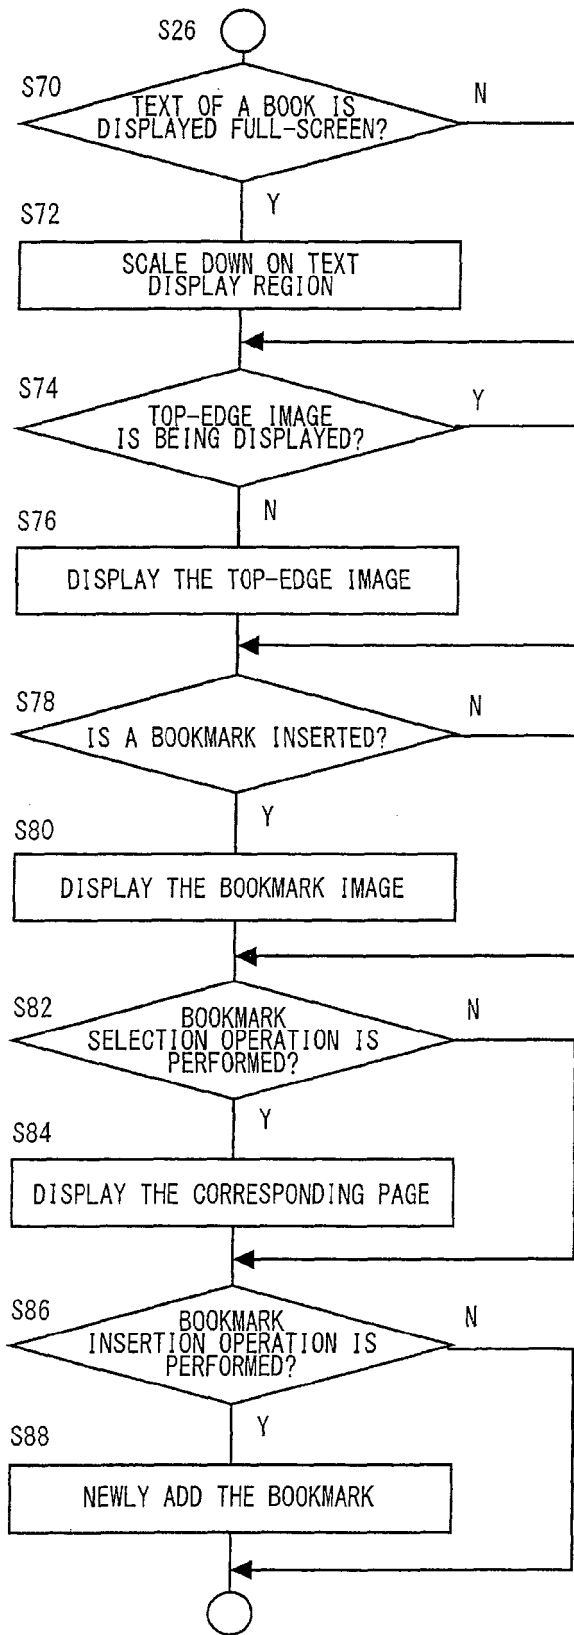 S26
S70
TEXT OF A BOOK IS
DISPLAYED FULL-SCREEN?
N
Y
S72
SCALE DOWN ON TEXT
DISPLAY REGION
S74
TOP-EDGE IMAGE
IS BEING DISPLAYED?
Y
N
S76
DISPLAY THE TOP-EDGE IMAGE
S78
IS A BOOKMARK INSERTED?
N
Y
S80
DISPLAY THE BOOKMARK IMAGE
S82
BOOKMARK
SELECTION OPERATION IS
PERFORMED?
N
Y
S84
DISPLAY THE CORRESPONDING PAGE
S86
BOOKMARK
INSERTION OPERATION IS
PERFORMED?
N
Y
S88
NEWLY ADD THE BOOKMARK